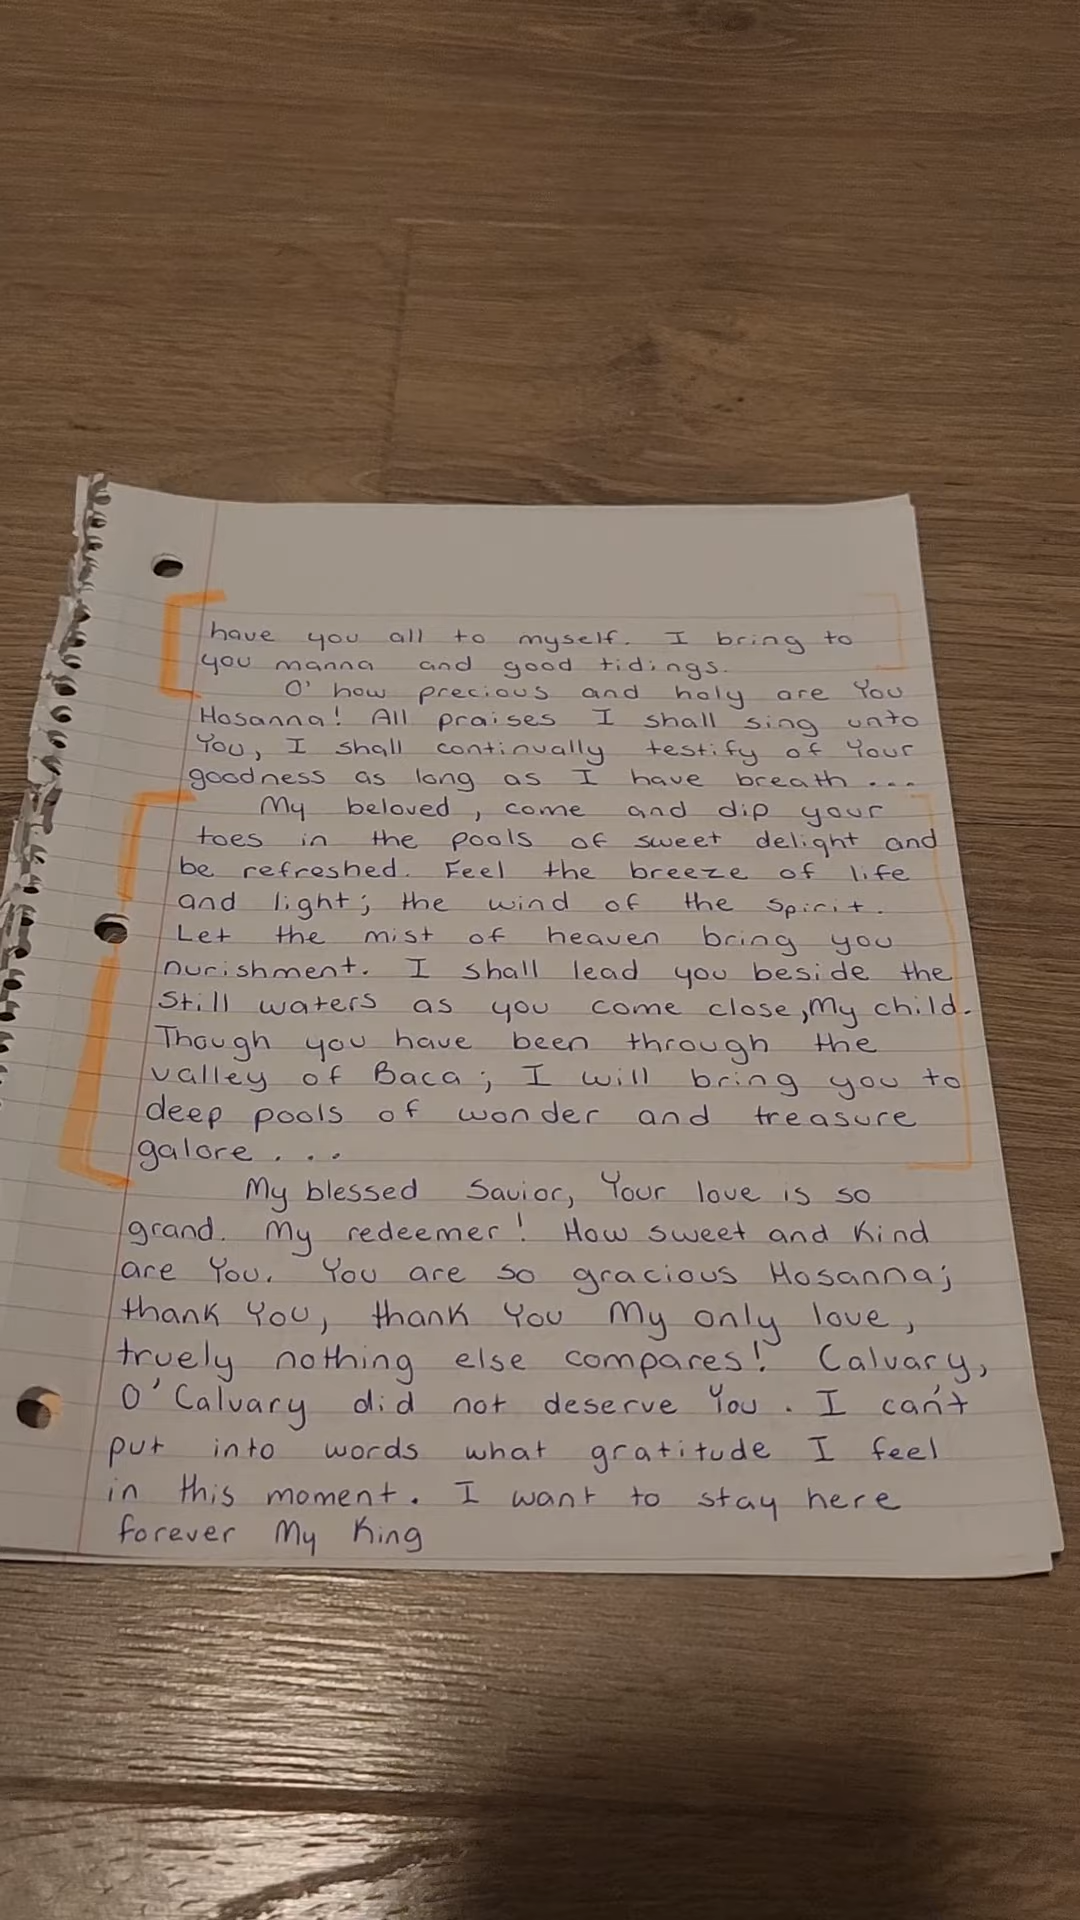 have you all to myself. I bring to
you manna and good tidings.
O' how precious and holy are You
Hosanna! All praises I shall sing unto
You, I shall continually testify of Your
goodness as long as I have breath ...
My beloved, come and dip your
toes in the pools of sweet delight and
be refreshed. Feel the breeze of life
and light; the wind of the Spirit.
Let the mist of heaven bring you
nurishment. I shall lead you beside the
Still waters as you come close, My child.
Though you have been through the
valley of Baca; I will bring you to
deep pools of wonder and treasure
galore ...
My blessed Savior, Your love is so
grand. My redeemer! How sweet and Kind
are You. You are so gracious Hosanna;
thank You, thank You My only love,
truely nothing else compares! Calvary,
O' Calvary did not deserve You. I can't
put into words what gratitude I feel
in this moment. I want to stay here
forever My King